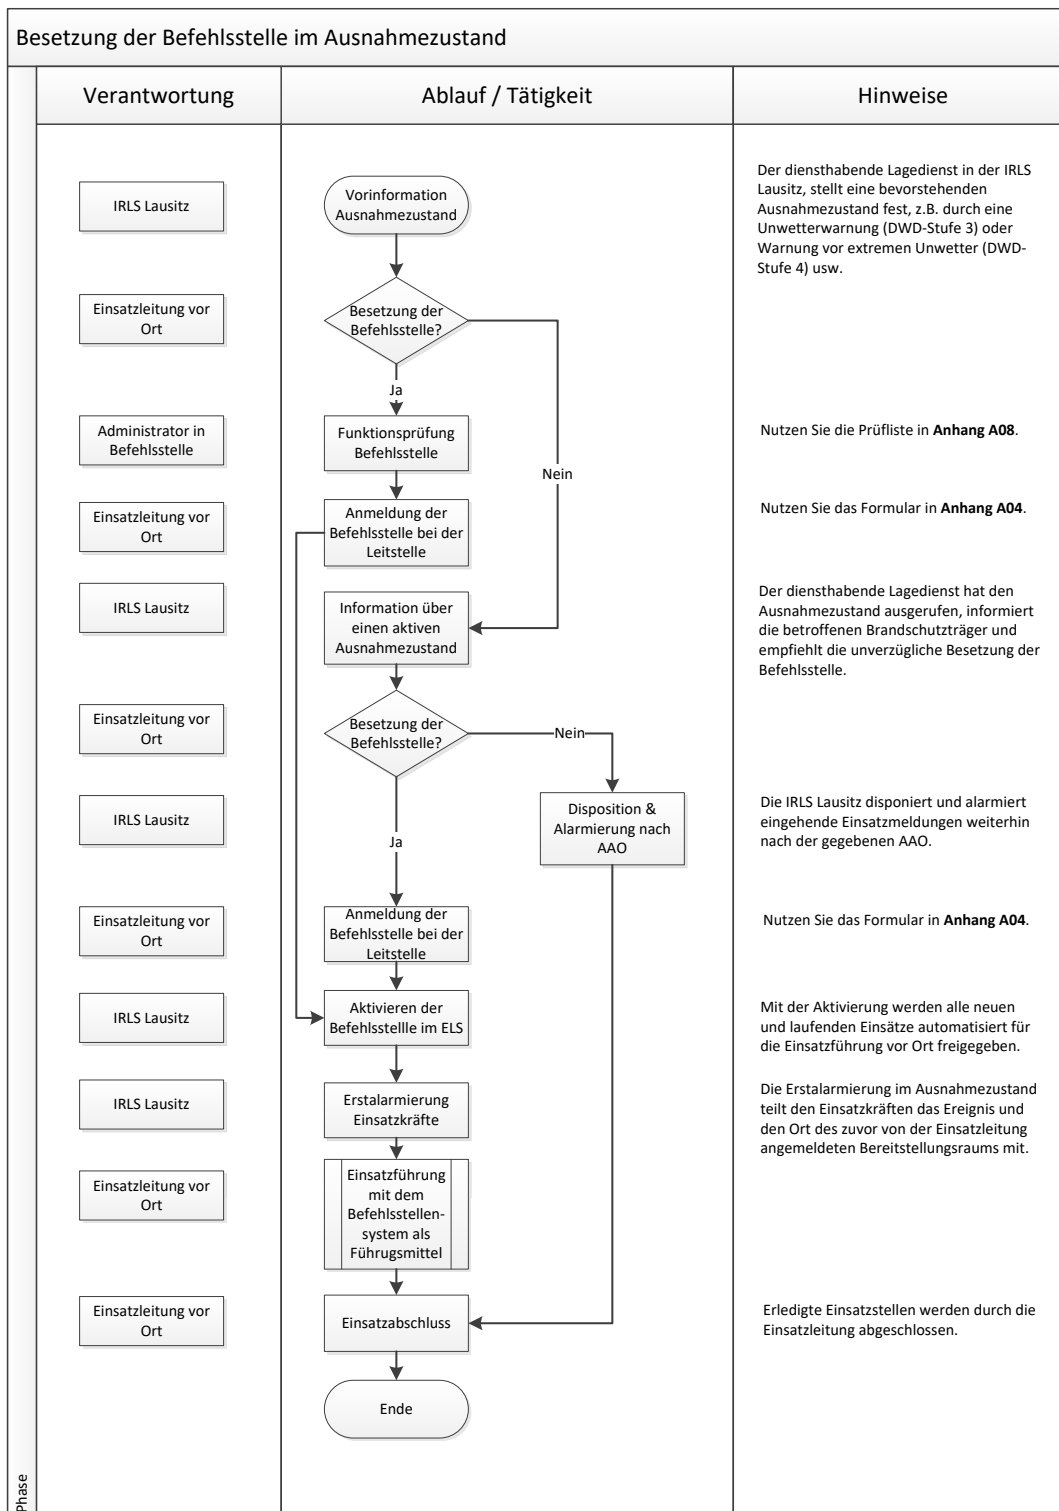 Besetzung der Befehlsstelle im Ausnahmezustand
Verantwortung
Ablauf / Tätigkeit
Hinweise
IRLS Lausitz
Vorinformation
Ausnahmezustand
Der diensthabende Lagedienst in der IRLS
Lausitz, stellt eine bevorstehenden
Ausnahmezustand fest, z.B. durch eine
Unwetterwarnung (DWD-Stufe 3) oder
Warnung vor extremen Unwetter (DWD-
Stufe 4) usw.
Einsatzleitung vor
Ort
Besetzung der
Befehlsstelle?
Ja
Nein
Administrator in
Befehlsstelle
Funktionsprüfung
Befehlsstelle
Nutzen Sie die Prüfliste in Anhang A08.
Einsatzleitung vor
Ort
Anmeldung der
Befehlsstelle bei der
Leitstelle
Nutzen Sie das Formular in Anhang A04.
IRLS Lausitz
Information über
einen aktiven
Ausnahmezustand
Der diensthabende Lagedienst hat den
Ausnahmezustand ausgerufen, informiert
die betroffenen Brandschutzträger und
empfiehlt die unverzügliche Besetzung der
Befehlsstelle.
Einsatzleitung vor
Ort
Besetzung der
Befehlsstelle?
Nein
Ja
IRLS Lausitz
Disposition &
Alarmierung nach
AAO
Die IRLS Lausitz disponiert und alarmiert
eingehende Einsatzmeldungen weiterhin
nach der gegebenen AAO.
Einsatzleitung vor
Ort
Anmeldung der
Befehlsstelle bei der
Leitstelle
Nutzen Sie das Formular in Anhang A04.
IRLS Lausitz
Aktivieren der
Befehlsstellle im ELS
Mit der Aktivierung werden alle neuen
und laufenden Einsätze automatisiert für
die Einsatzführung vor Ort freigegeben.
IRLS Lausitz
Erstalarmierung
Einsatzkräfte
Die Erstalarmierung im Ausnahmezustand
teilt den Einsatzkräften das Ereignis und
den Ort des zuvor von der Einsatzleitung
angemeldeten Bereitstellungsraums mit.
Einsatzleitung vor
Ort
Einsatzführung
mit dem
Befehlsstellen-
system als
Führugsmittel
Einsatzleitung vor
Ort
Einsatzabschluss
Erledigte Einsatzstellen werden durch die
Einsatzleitung abgeschlossen.
Ende
Phase